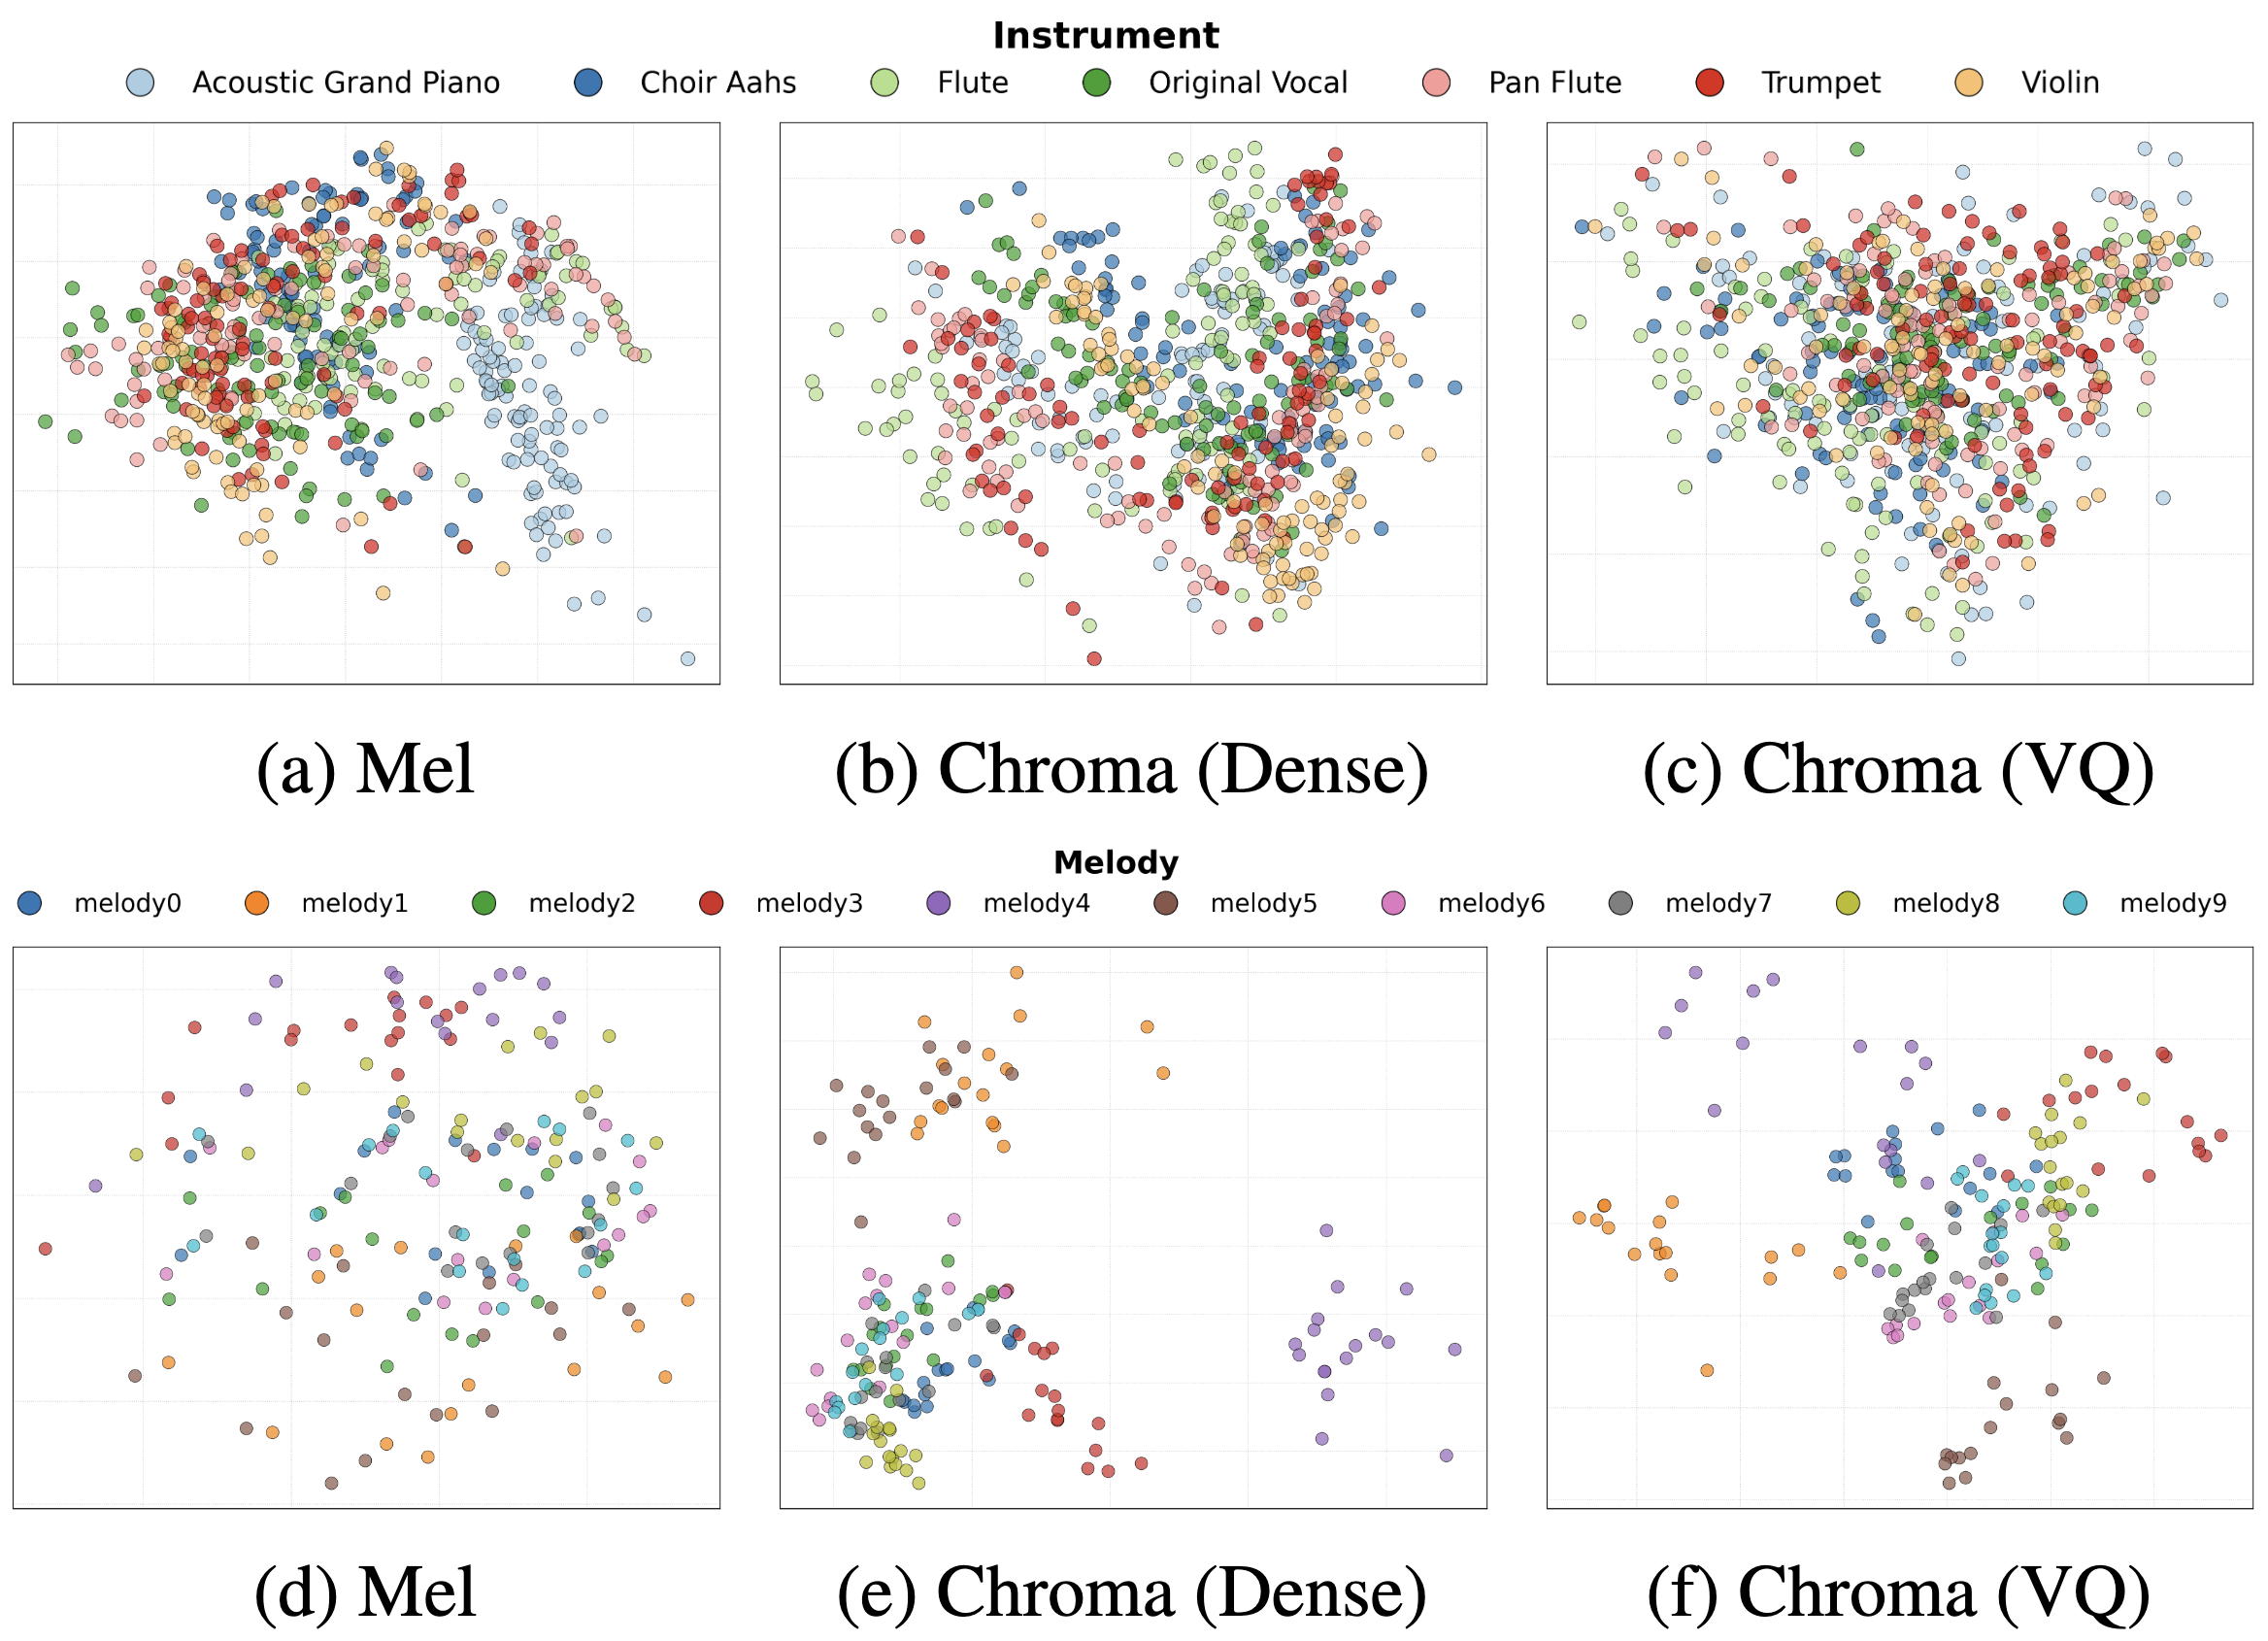 Instrument
Acoustic Grand Piano Choir Aahs Flute Original Vocal Pan Flute Trumpet Violin
(a) Mel (b) Chroma (Dense) (c) Chroma (VQ)
Melody
melody0 melody1 melody2 melody3 melody4 melody5 melody6 melody7 melody8 melody9
(d) Mel (e) Chroma (Dense) (f) Chroma (VQ)